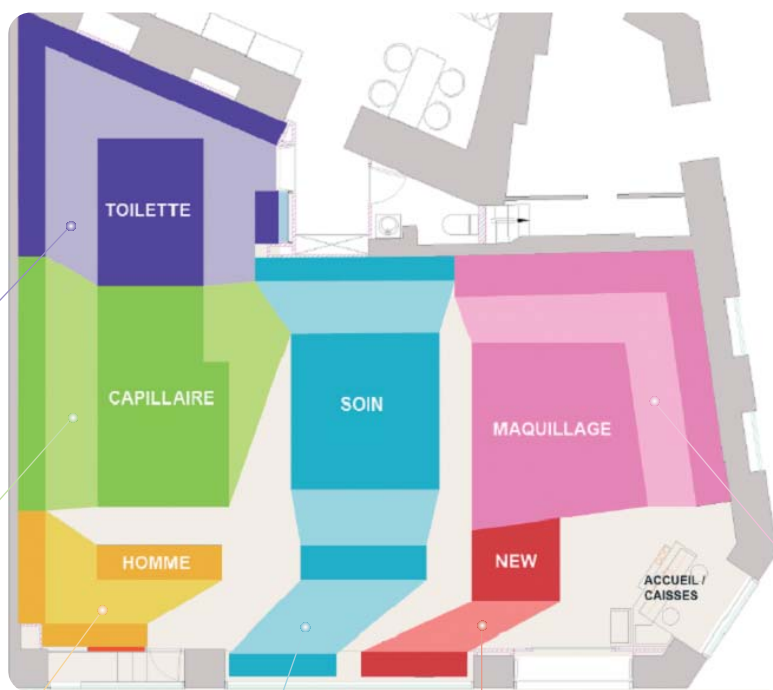 TOILETTE
CAPILLAIRE
SOIN
MAQUILLAGE
HOMME
NEW
ACCUEIL /
CAISSES